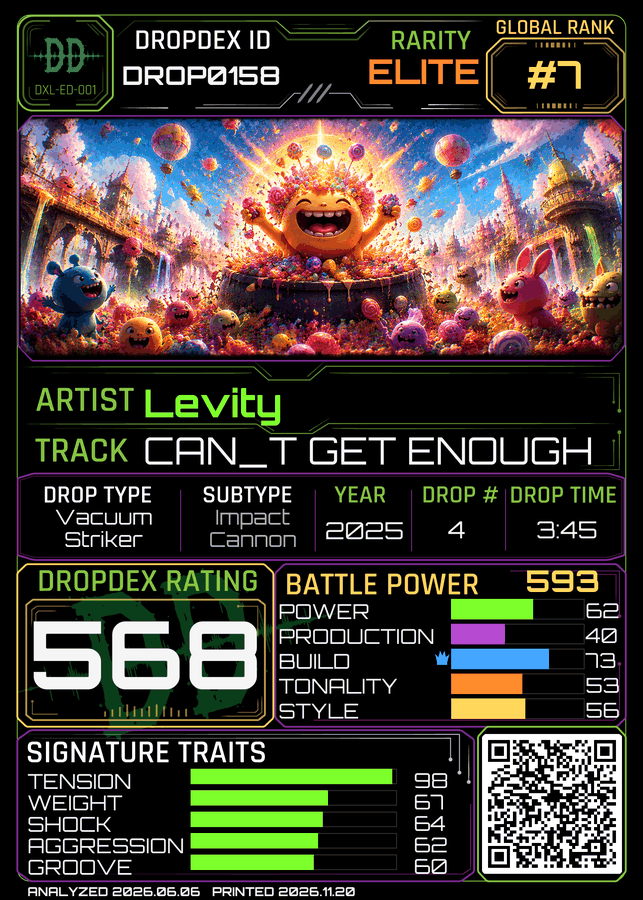 DD
DXL-ED-001
DROPDEX ID
DROP0158
RARITY
ELITE
GLOBAL RANK
#7
ARTIST Levity
TRACK CAN_T GET ENOUGH
DROP TYPE
Vacuum
Striker
SUBTYPE
Impact
Cannon
YEAR
2025
DROP #
4
DROP TIME
3:45
DROPDEX RATING
568
BATTLE POWER 593
POWER 62
PRODUCTION 40
BUILD 73
TONALITY 53
STYLE 56
SIGNATURE TRAITS
TENSION 98
WEIGHT 67
SHOCK 64
AGGRESSION 62
GROOVE 60
ANALYZED 2026.06.06 PRINTED 2026.11.20